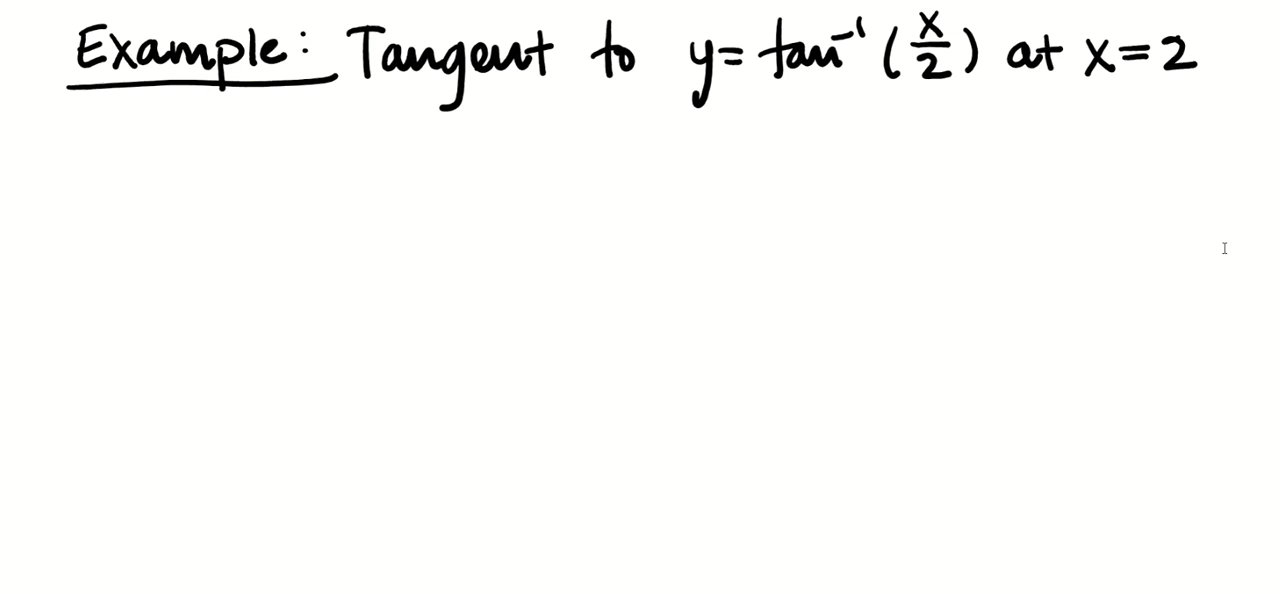 Example: Tangent to y = tan⁻¹ (x/2) at x = 2